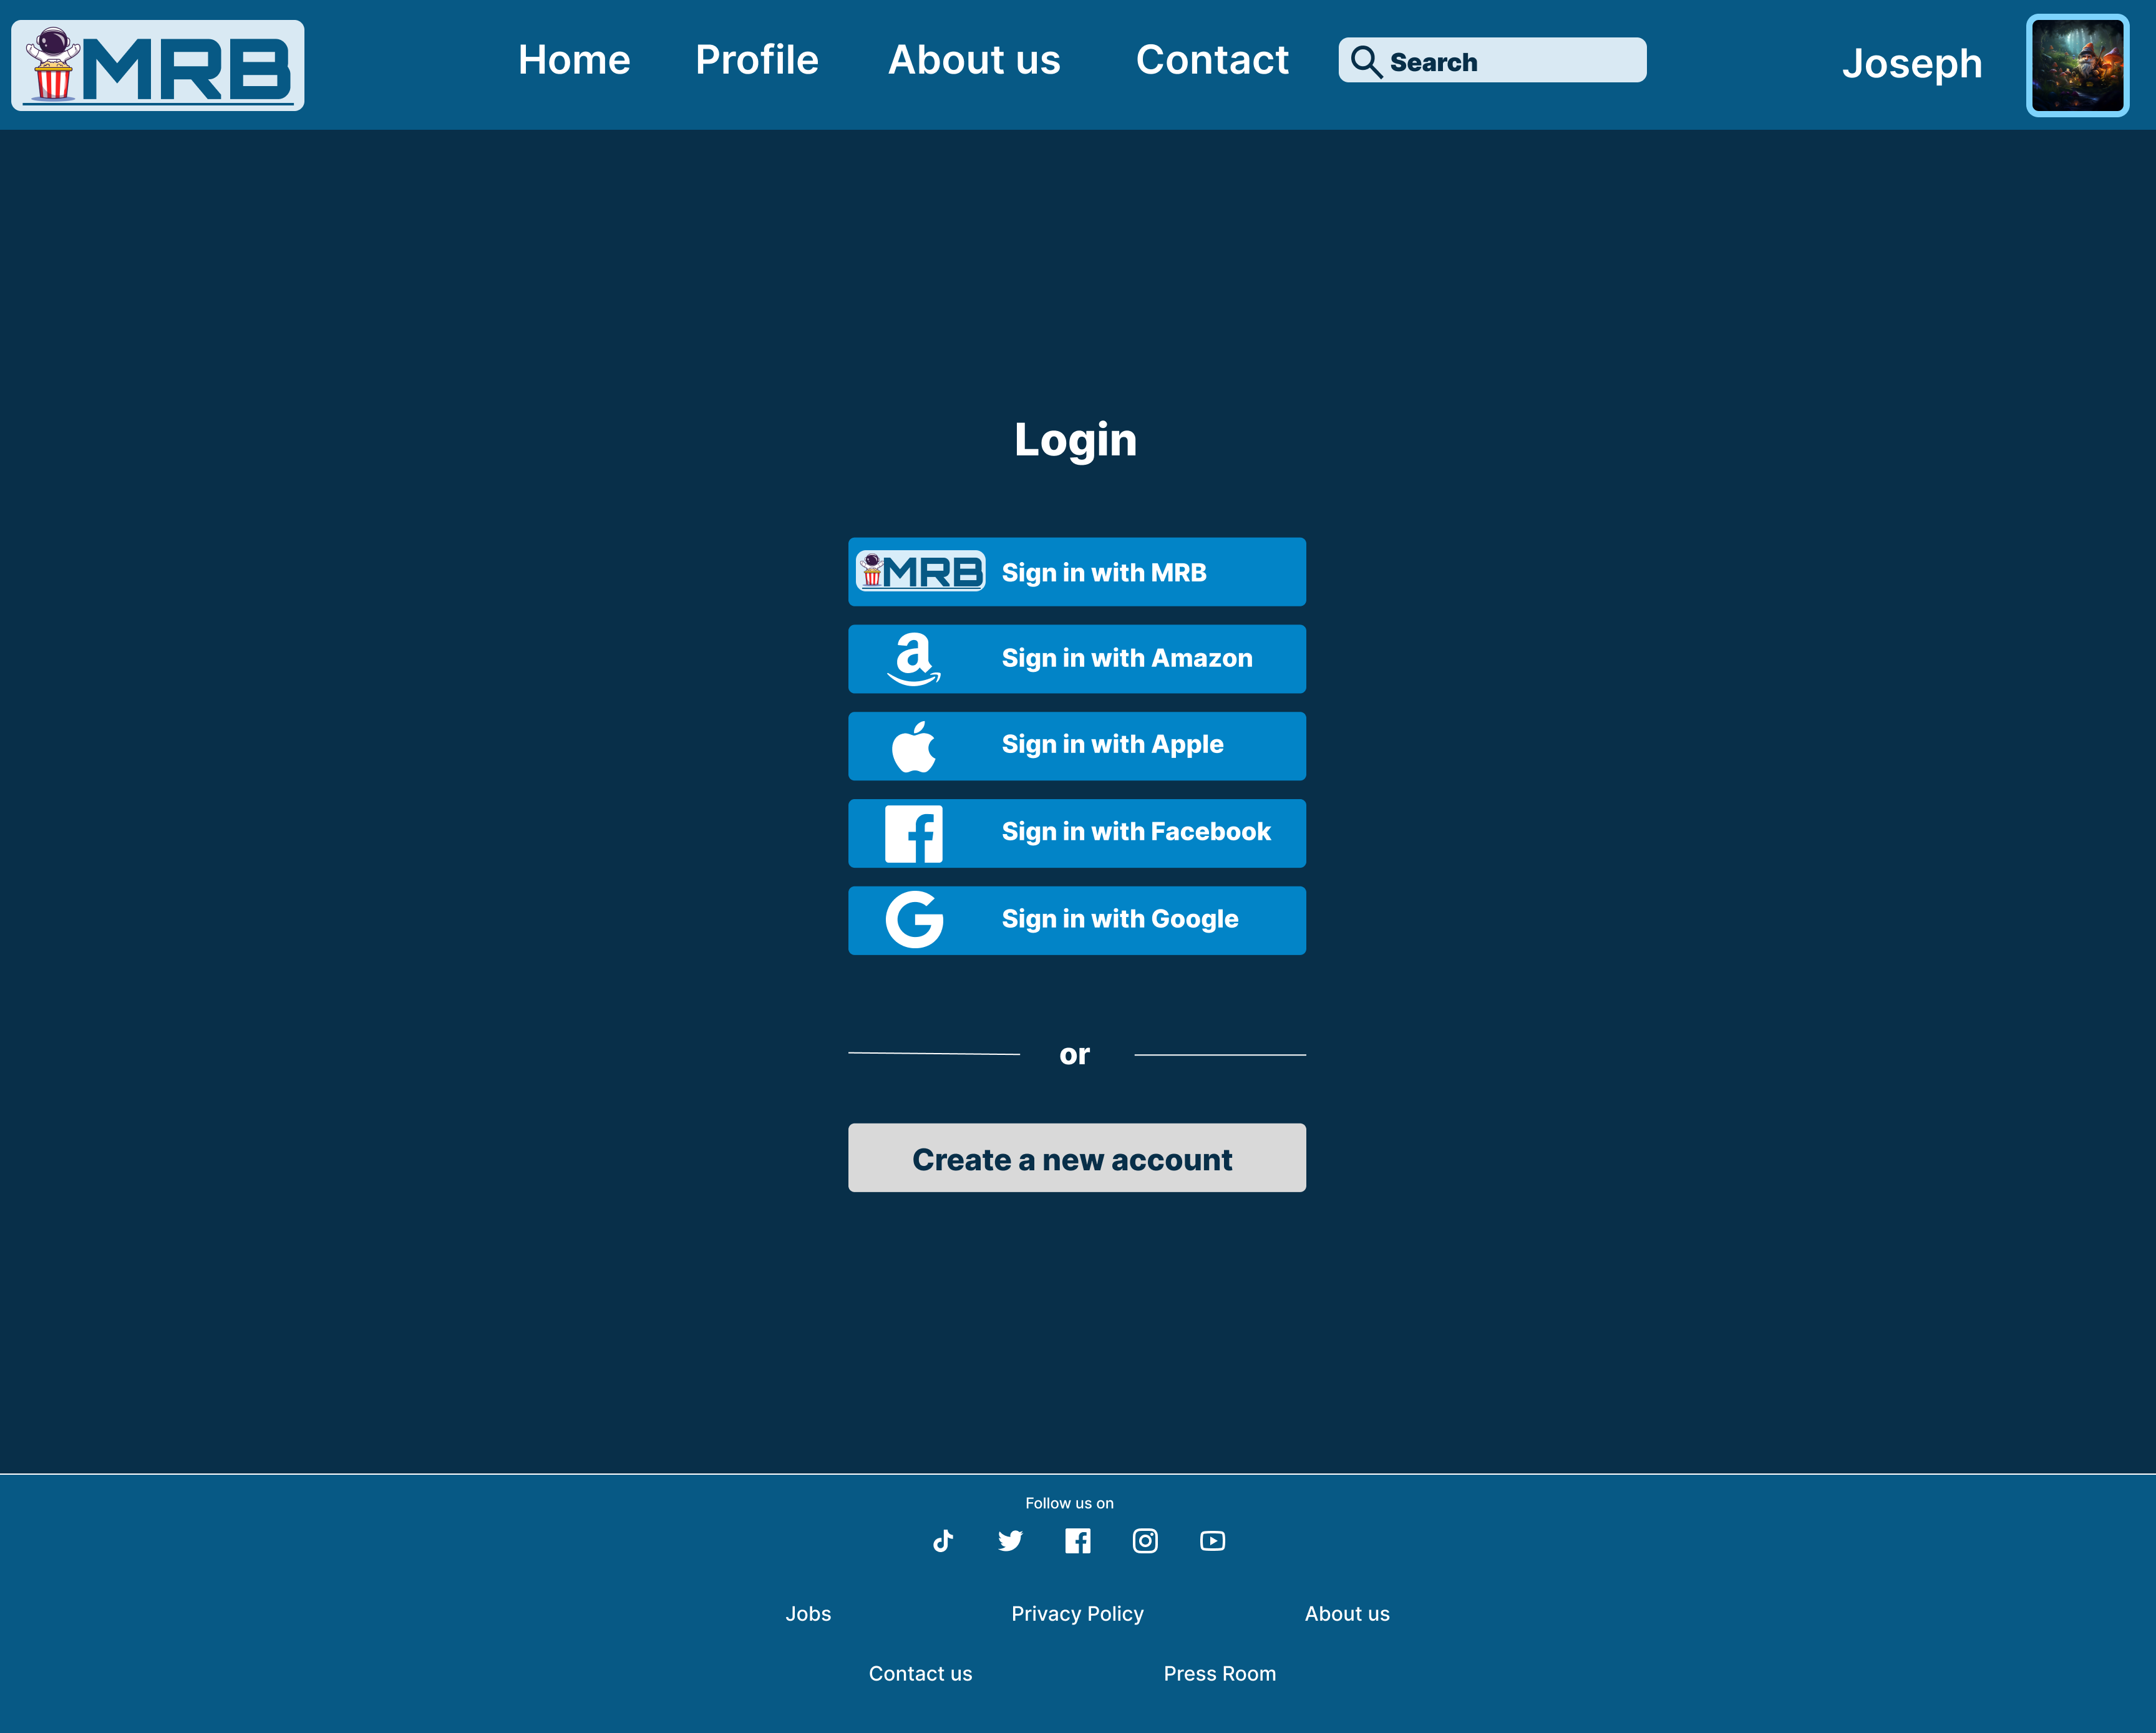 MRB
Home Profile About us Contact Search Joseph
Login
MRB Sign in with MRB
Sign in with Amazon
Sign in with Apple
Sign in with Facebook
Sign in with Google
or
Create a new account
Follow us on
Jobs Privacy Policy About us
Contact us Press Room